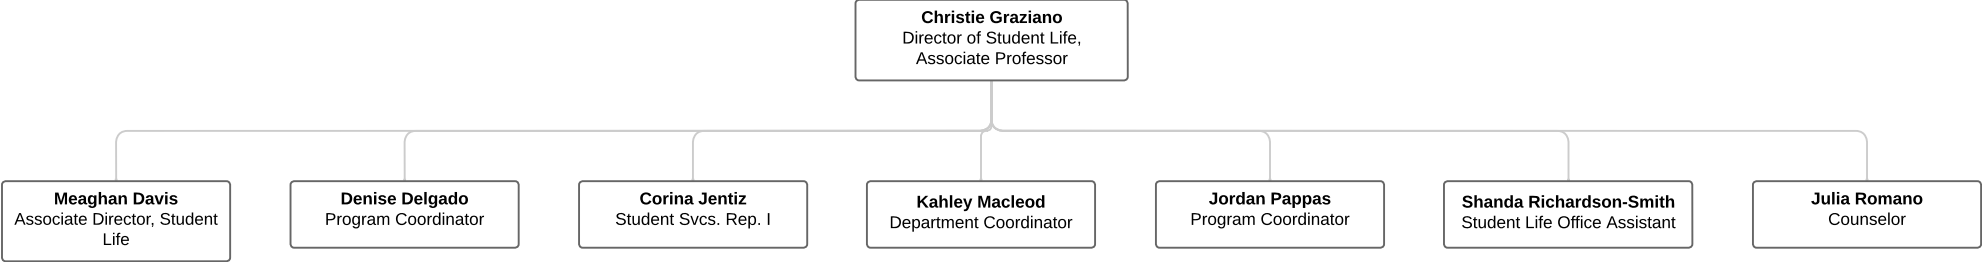 Christie Graziano
Director of Student Life,
Associate Professor
Meaghan Davis
Associate Director, Student
Life
Denise Delgado
Program Coordinator
Corina Jentiz
Student Svcs. Rep. I
Kahley Macleod
Department Coordinator
Jordan Pappas
Program Coordinator
Shanda Richardson-Smith
Student Life Office Assistant
Julia Romano
Counselor